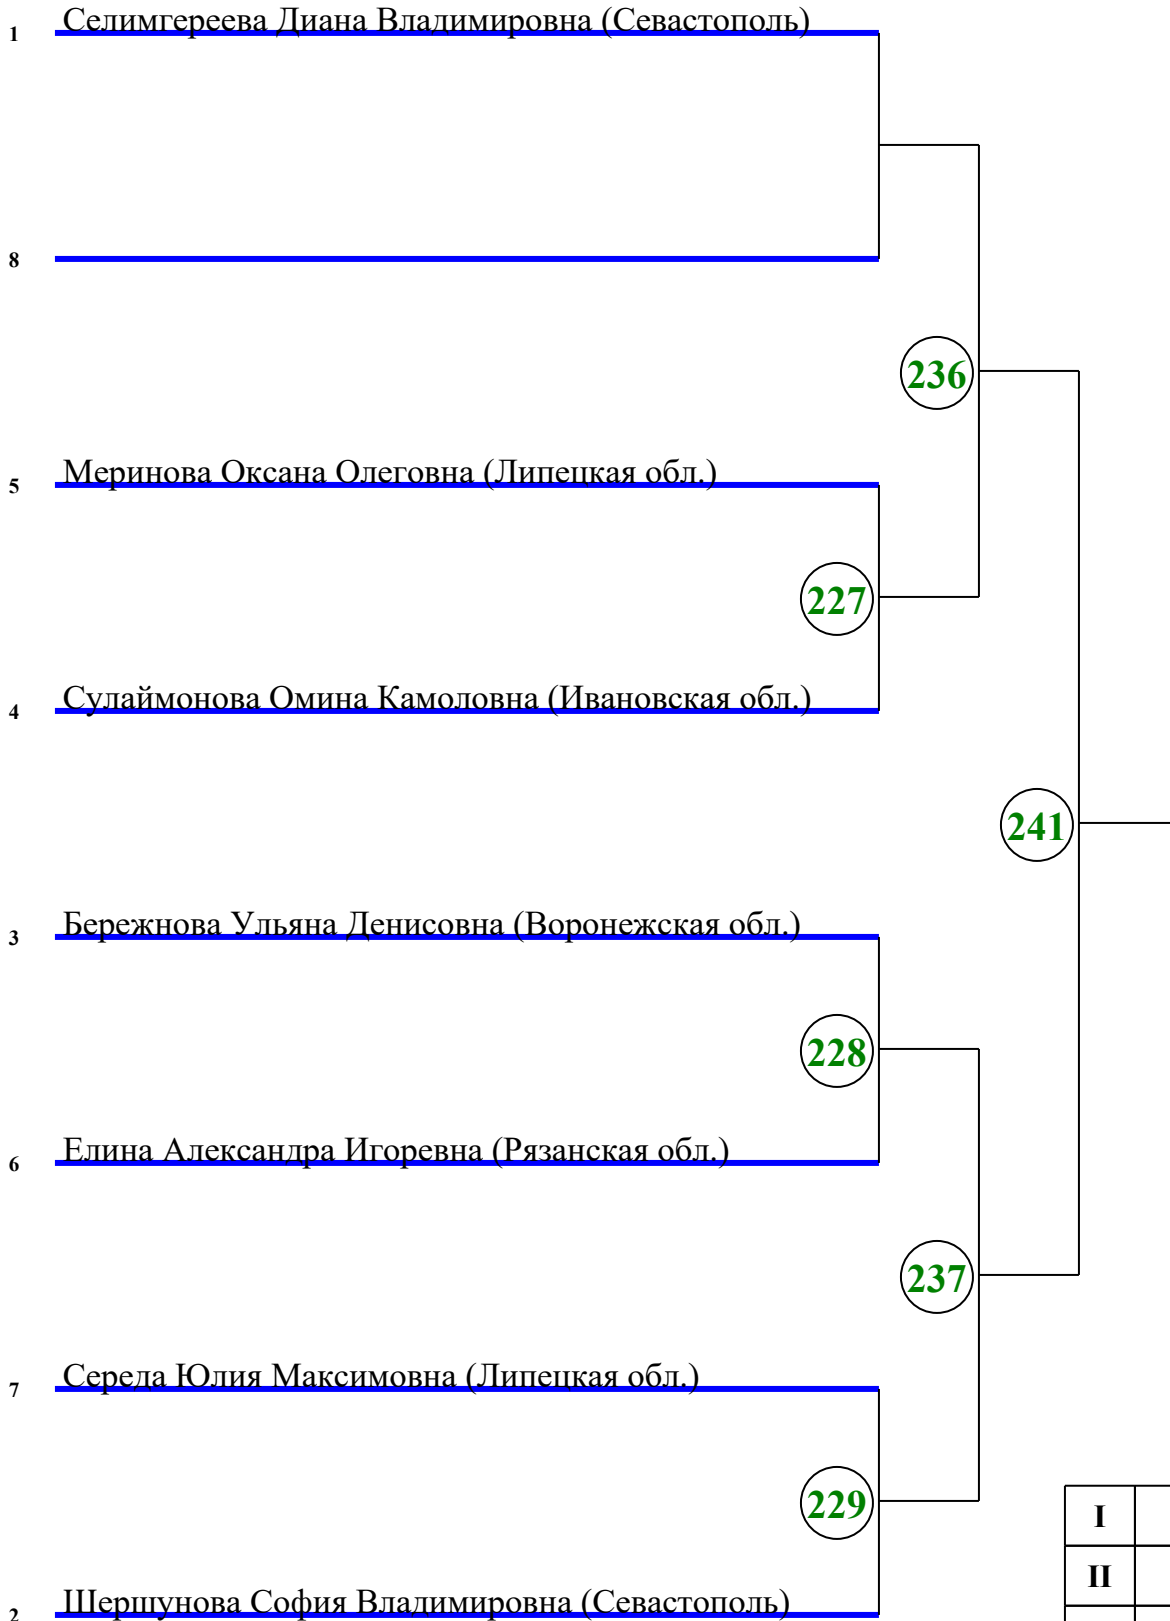 1 Селимгереева Диана Владимировна (Севастополь)
8
236
5 Меринова Оксана Олеговна (Липецкая обл.)
227
4 Сулаймонова Омина Камоловна (Ивановская обл.)
241
3 Бережнова Ульяна Денисовна (Воронежская обл.)
228
6 Елина Александра Игоревна (Рязанская обл.)
237
7 Середа Юлия Максимовна (Липецкая обл.)
229
I
II
2 Шершунова София Владимировна (Севастополь)